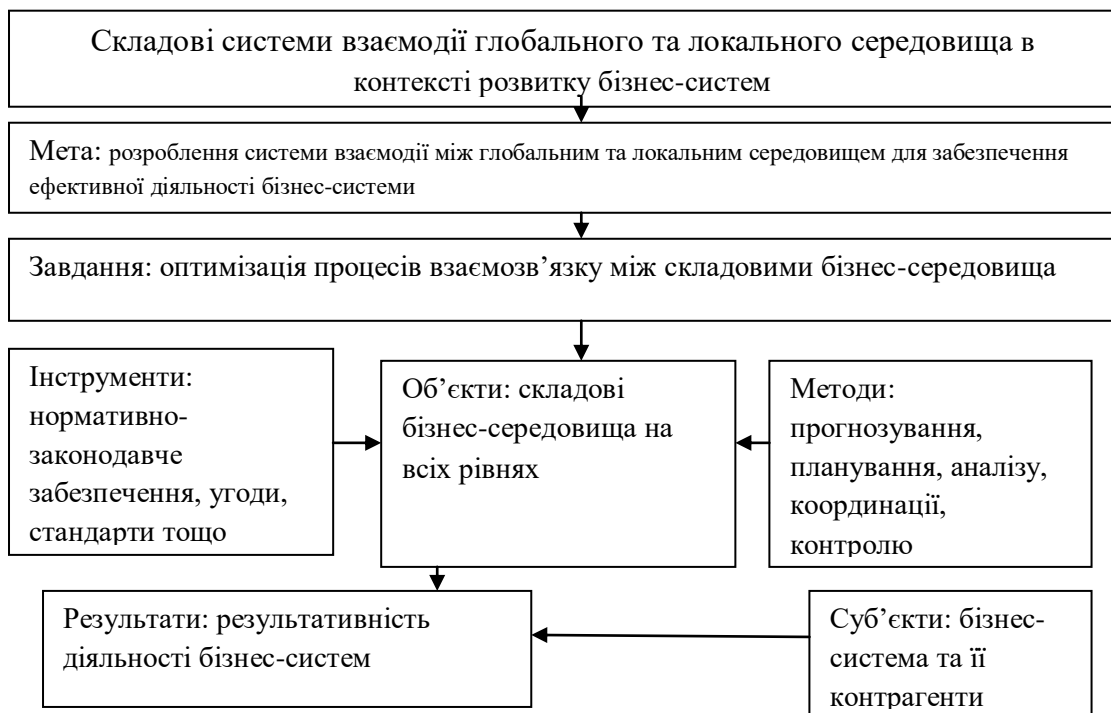 Складові системи взаємодії глобального та локального середовища в
контексті розвитку бізнес-систем
Мета: розроблення системи взаємодії між глобальним та локальним середовищем для забезпечення
ефективної діяльності бізнес-системи
Завдання: оптимізація процесів взаємозв’язку між складовими бізнес-середовища
Інструменти:
нормативно-
законодавче
забезпечення, угоди,
стандарти тощо
Об’єкти: складові
бізнес-середовища на
всіх рівнях
Методи:
прогнозування,
планування, аналізу,
координації,
контролю
Результати: результативність
діяльності бізнес-систем
Суб’єкти: бізнес-
система та її
контрагенти